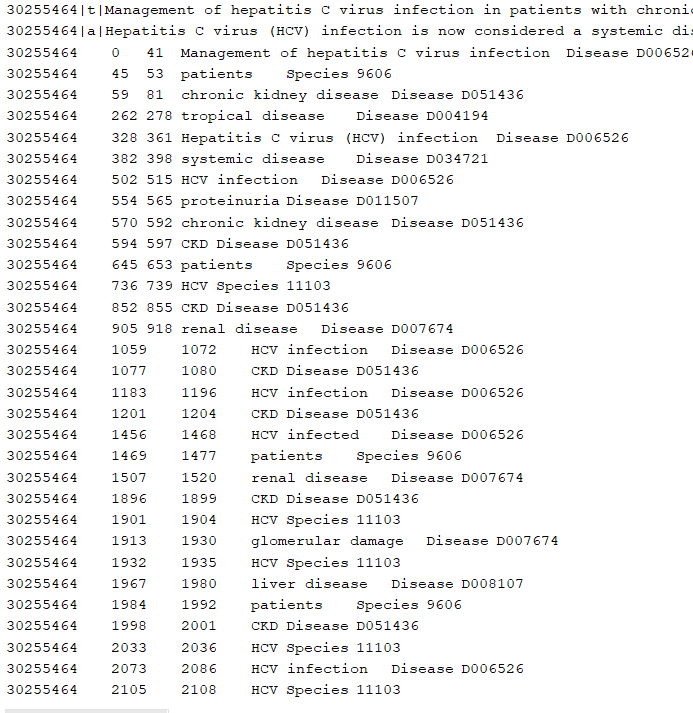 30255464|t|Management of hepatitis C virus infection in patients with
30255464|a|Hepatitis C virus (HCV) infection is now considered a systemic
30255464 0 41 Management of hepatitis C virus infection Disease
30255464 45 53 patients Species 9606
30255464 59 81 chronic kidney disease Disease D051436
30255464 262 278 tropical disease Disease D004194
30255464 328 361 Hepatitis C virus (HCV) infection Disease D006526
30255464 382 398 systemic disease Disease D034721
30255464 502 515 HCV infection Disease D006526
30255464 554 565 proteinuria Disease D011507
30255464 570 592 chronic kidney disease Disease D051436
30255464 594 597 CKD Disease D051436
30255464 645 653 patients Species 9606
30255464 736 739 HCV Species 11103
30255464 852 855 CKD Disease D051436
30255464 905 918 renal disease Disease D007674
30255464 1059 1072 HCV infection Disease D006526
30255464 1077 1080 CKD Disease D051436
30255464 1183 1196 HCV infection Disease D006526
30255464 1201 1204 CKD Disease D051436
30255464 1456 1468 HCV infected Disease D006526
30255464 1469 1477 patients Species 9606
30255464 1507 1520 renal disease Disease D007674
30255464 1896 1899 CKD Disease D051436
30255464 1901 1904 HCV Species 11103
30255464 1913 1930 glomerular damage Disease D007674
30255464 1932 1935 HCV Species 11103
30255464 1967 1980 liver disease Disease D008107
30255464 1984 1992 patients Species 9606
30255464 1998 2001 CKD Disease D051436
30255464 2033 2036 HCV Species 11103
30255464 2073 2086 HCV infection Disease D006526
30255464 2105 2108 HCV Species 11103